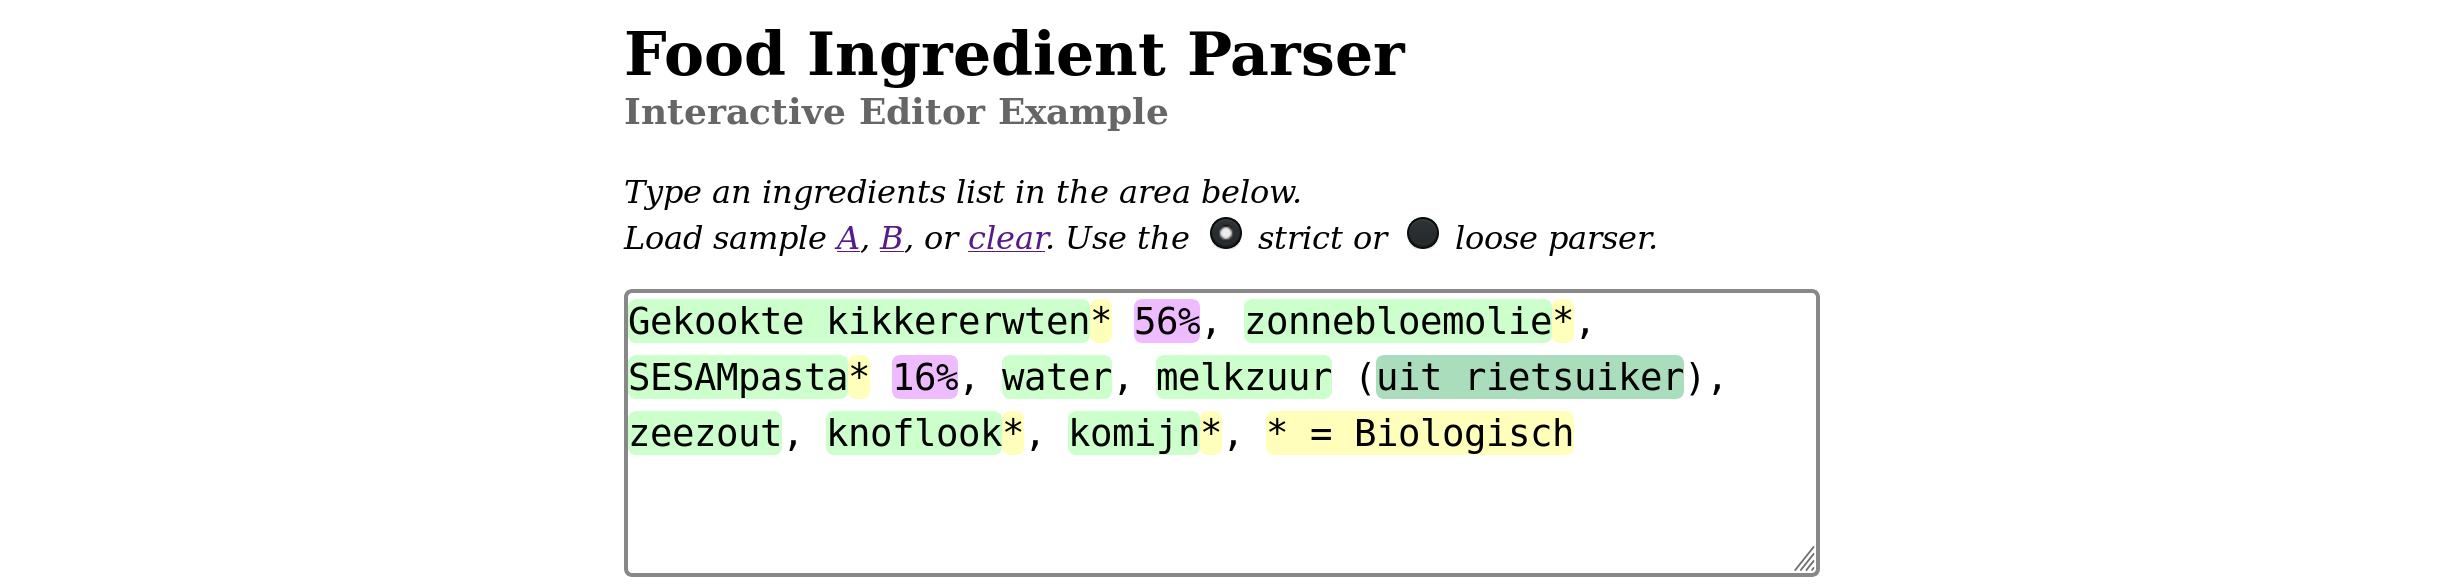 Food Ingredient Parser
Interactive Editor Example
Type an ingredients list in the area below.
Load sample A, B, or clear. Use the strict or loose parser.
Gekookte kikkererwten* 56%, zonnebloemolie*,
SESAMpasta* 16%, water, melkzuur (uit rietsuiker),
zeezout, knoflook*, komijn*, * = Biologisch